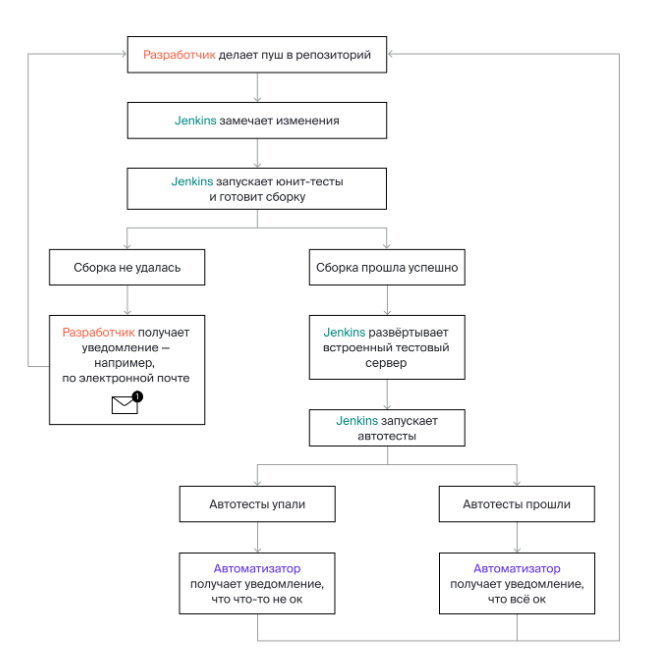 Разработчик делает пуш в репозиторий
Jenkins замечает изменения
Jenkins запускает юнит-тесты
и готовит сборку
Сборка не удалась
Сборка прошла успешно
Разработчик получает
уведомление —
например,
по электронной почте
1
Jenkins развёртывает
встроенный тестовый
сервер
Jenkins запускает
автотесты
Автотесты упали
Автотесты прошли
Автоматизатор
получает уведомление,
что что-то не ок
Автоматизатор
получает уведомление,
что всё ок